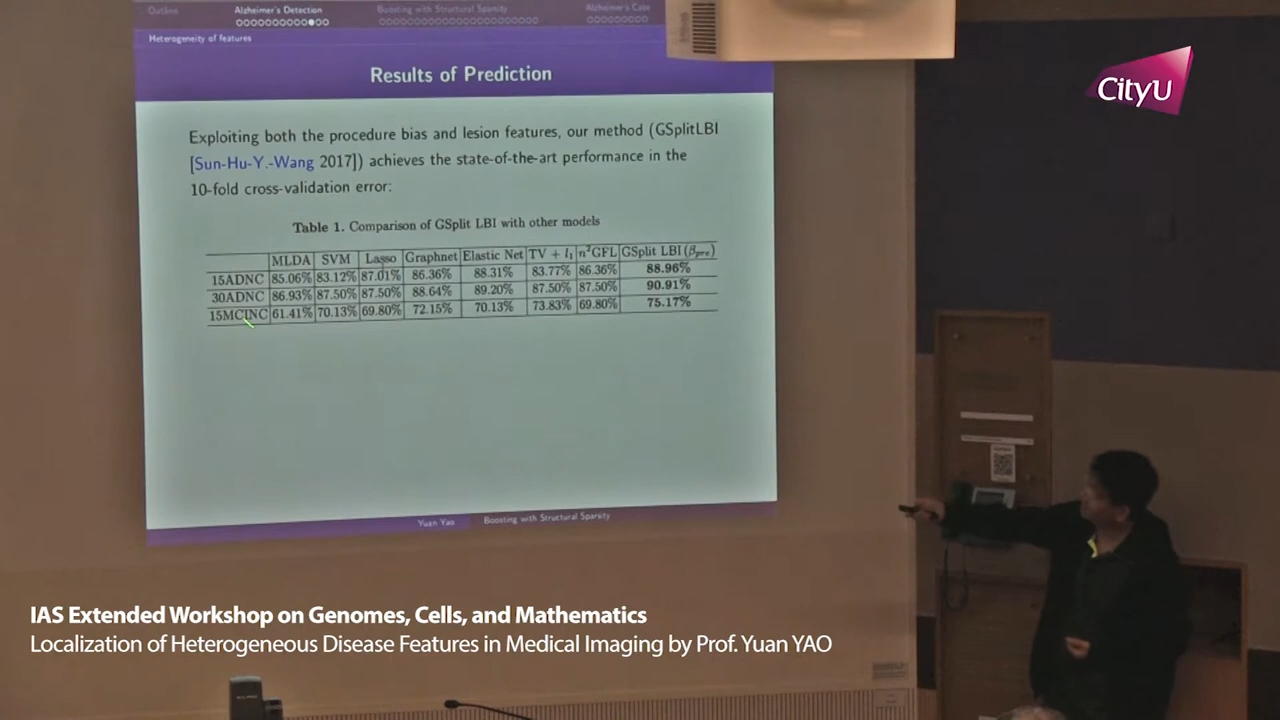 Outline
Alzheimer's Detection
Boosting with Structural Sparsity
Alzheimer's Case
Heterogeneity of features
Results of Prediction
CityU
Exploiting both the procedure bias and lesion features, our method (GSplitLBI
[Sun-Hu-Y.-Wang 2017]) achieves the state-of-the-art performance in the
10-fold cross-validation error:
Table 1. Comparison of GSplit LBI with other models
MLDA SVM Lasso Graphnet Elastic Net TV + l₁ n²GFL GSplit LBI (βpre)
15ADNC 85.06% 83.12% 87.01% 86.36% 88.31% 83.77% 86.36% 88.96%
30ADNC 86.93% 87.50% 87.50% 88.64% 89.20% 87.50% 87.50% 90.91%
15MCINC 61.41% 70.13% 69.80% 72.15% 70.13% 73.83% 69.80% 75.17%
Yuan Yao
Boosting with Structural Sparsity
IAS Extended Workshop on Genomes, Cells, and Mathematics
Localization of Heterogeneous Disease Features in Medical Imaging by Prof. Yuan YAO